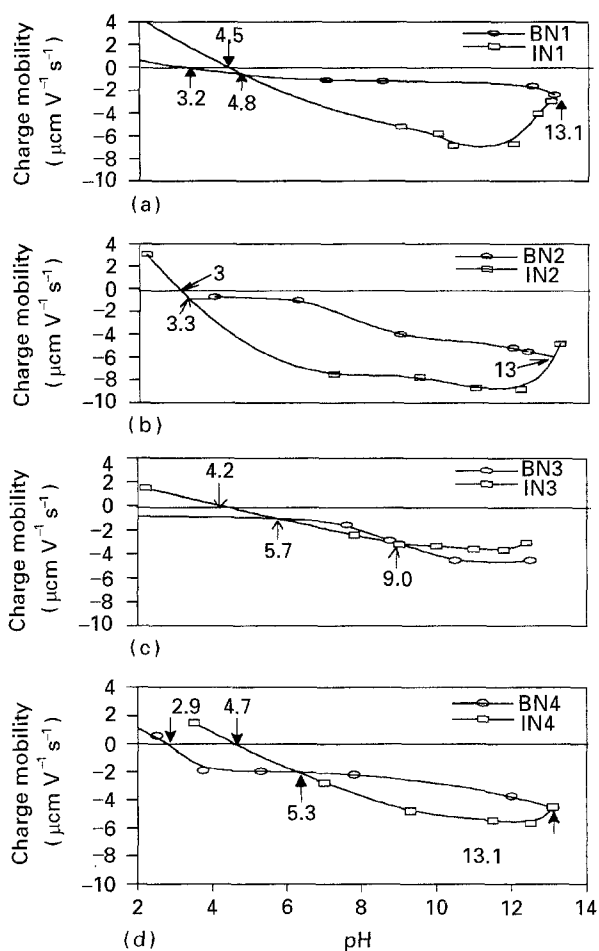 Charge mobility
(μcm V⁻¹ s⁻¹)
4
2
0
−2
−4
−6
−8
−10
4,5
3.2
4.8
13.1
BN1
IN1
(a)
Charge mobility
(μcm V⁻¹ s⁻¹)
4
2
0
−2
−4
−6
−8
−10
3
3.3
13
BN2
IN2
(b)
Charge mobility
(μcm V⁻¹ s⁻¹)
4
2
0
−2
−4
−6
−8
−10
4.2
5.7
9.0
BN3
IN3
(c)
Charge mobility
(μcm V⁻¹ s⁻¹)
4
2
0
−2
−4
−6
−8
−10
2.9
4.7
5.3
13.1
BN4
IN4
2 4 6 8 10 12 14
(d) pH